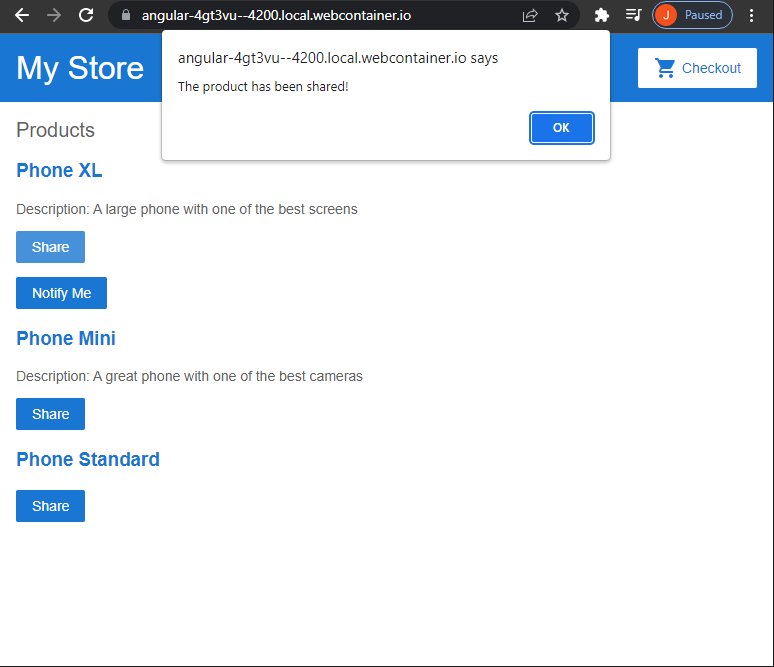 angular-4gt3vu--4200.local.webcontainer.io
J Paused
My Store
angular-4gt3vu--4200.local.webcontainer.io says
The product has been shared!
OK
Checkout
Products
Phone XL
Description: A large phone with one of the best screens
Share
Notify Me
Phone Mini
Description: A great phone with one of the best cameras
Share
Phone Standard
Share